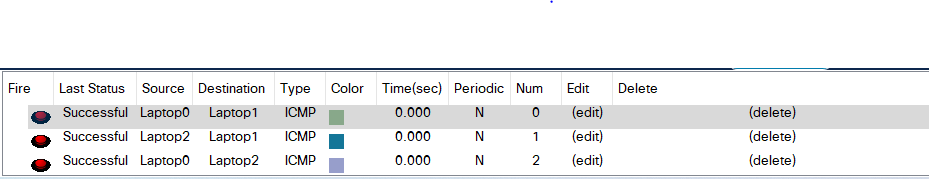 Fire Last Status Source Destination Type Color Time(sec) Periodic Num Edit Delete
Successful Laptop0 Laptop1 ICMP 0.000 N 0 (edit) (delete)
Successful Laptop2 Laptop1 ICMP 0.000 N 1 (edit) (delete)
Successful Laptop0 Laptop2 ICMP 0.000 N 2 (edit) (delete)